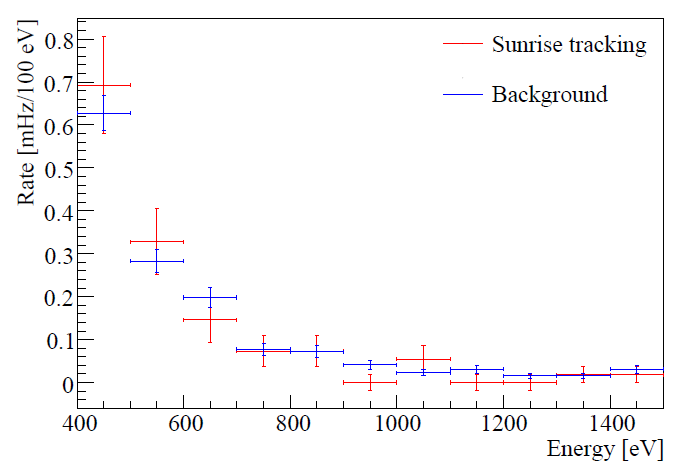 Rate [mHz/100 eV]
0.8
0.7
0.6
0.5
0.4
0.3
0.2
0.1
0
Sunrise tracking
Background
400 600 800 1000 1200 1400
Energy [eV]